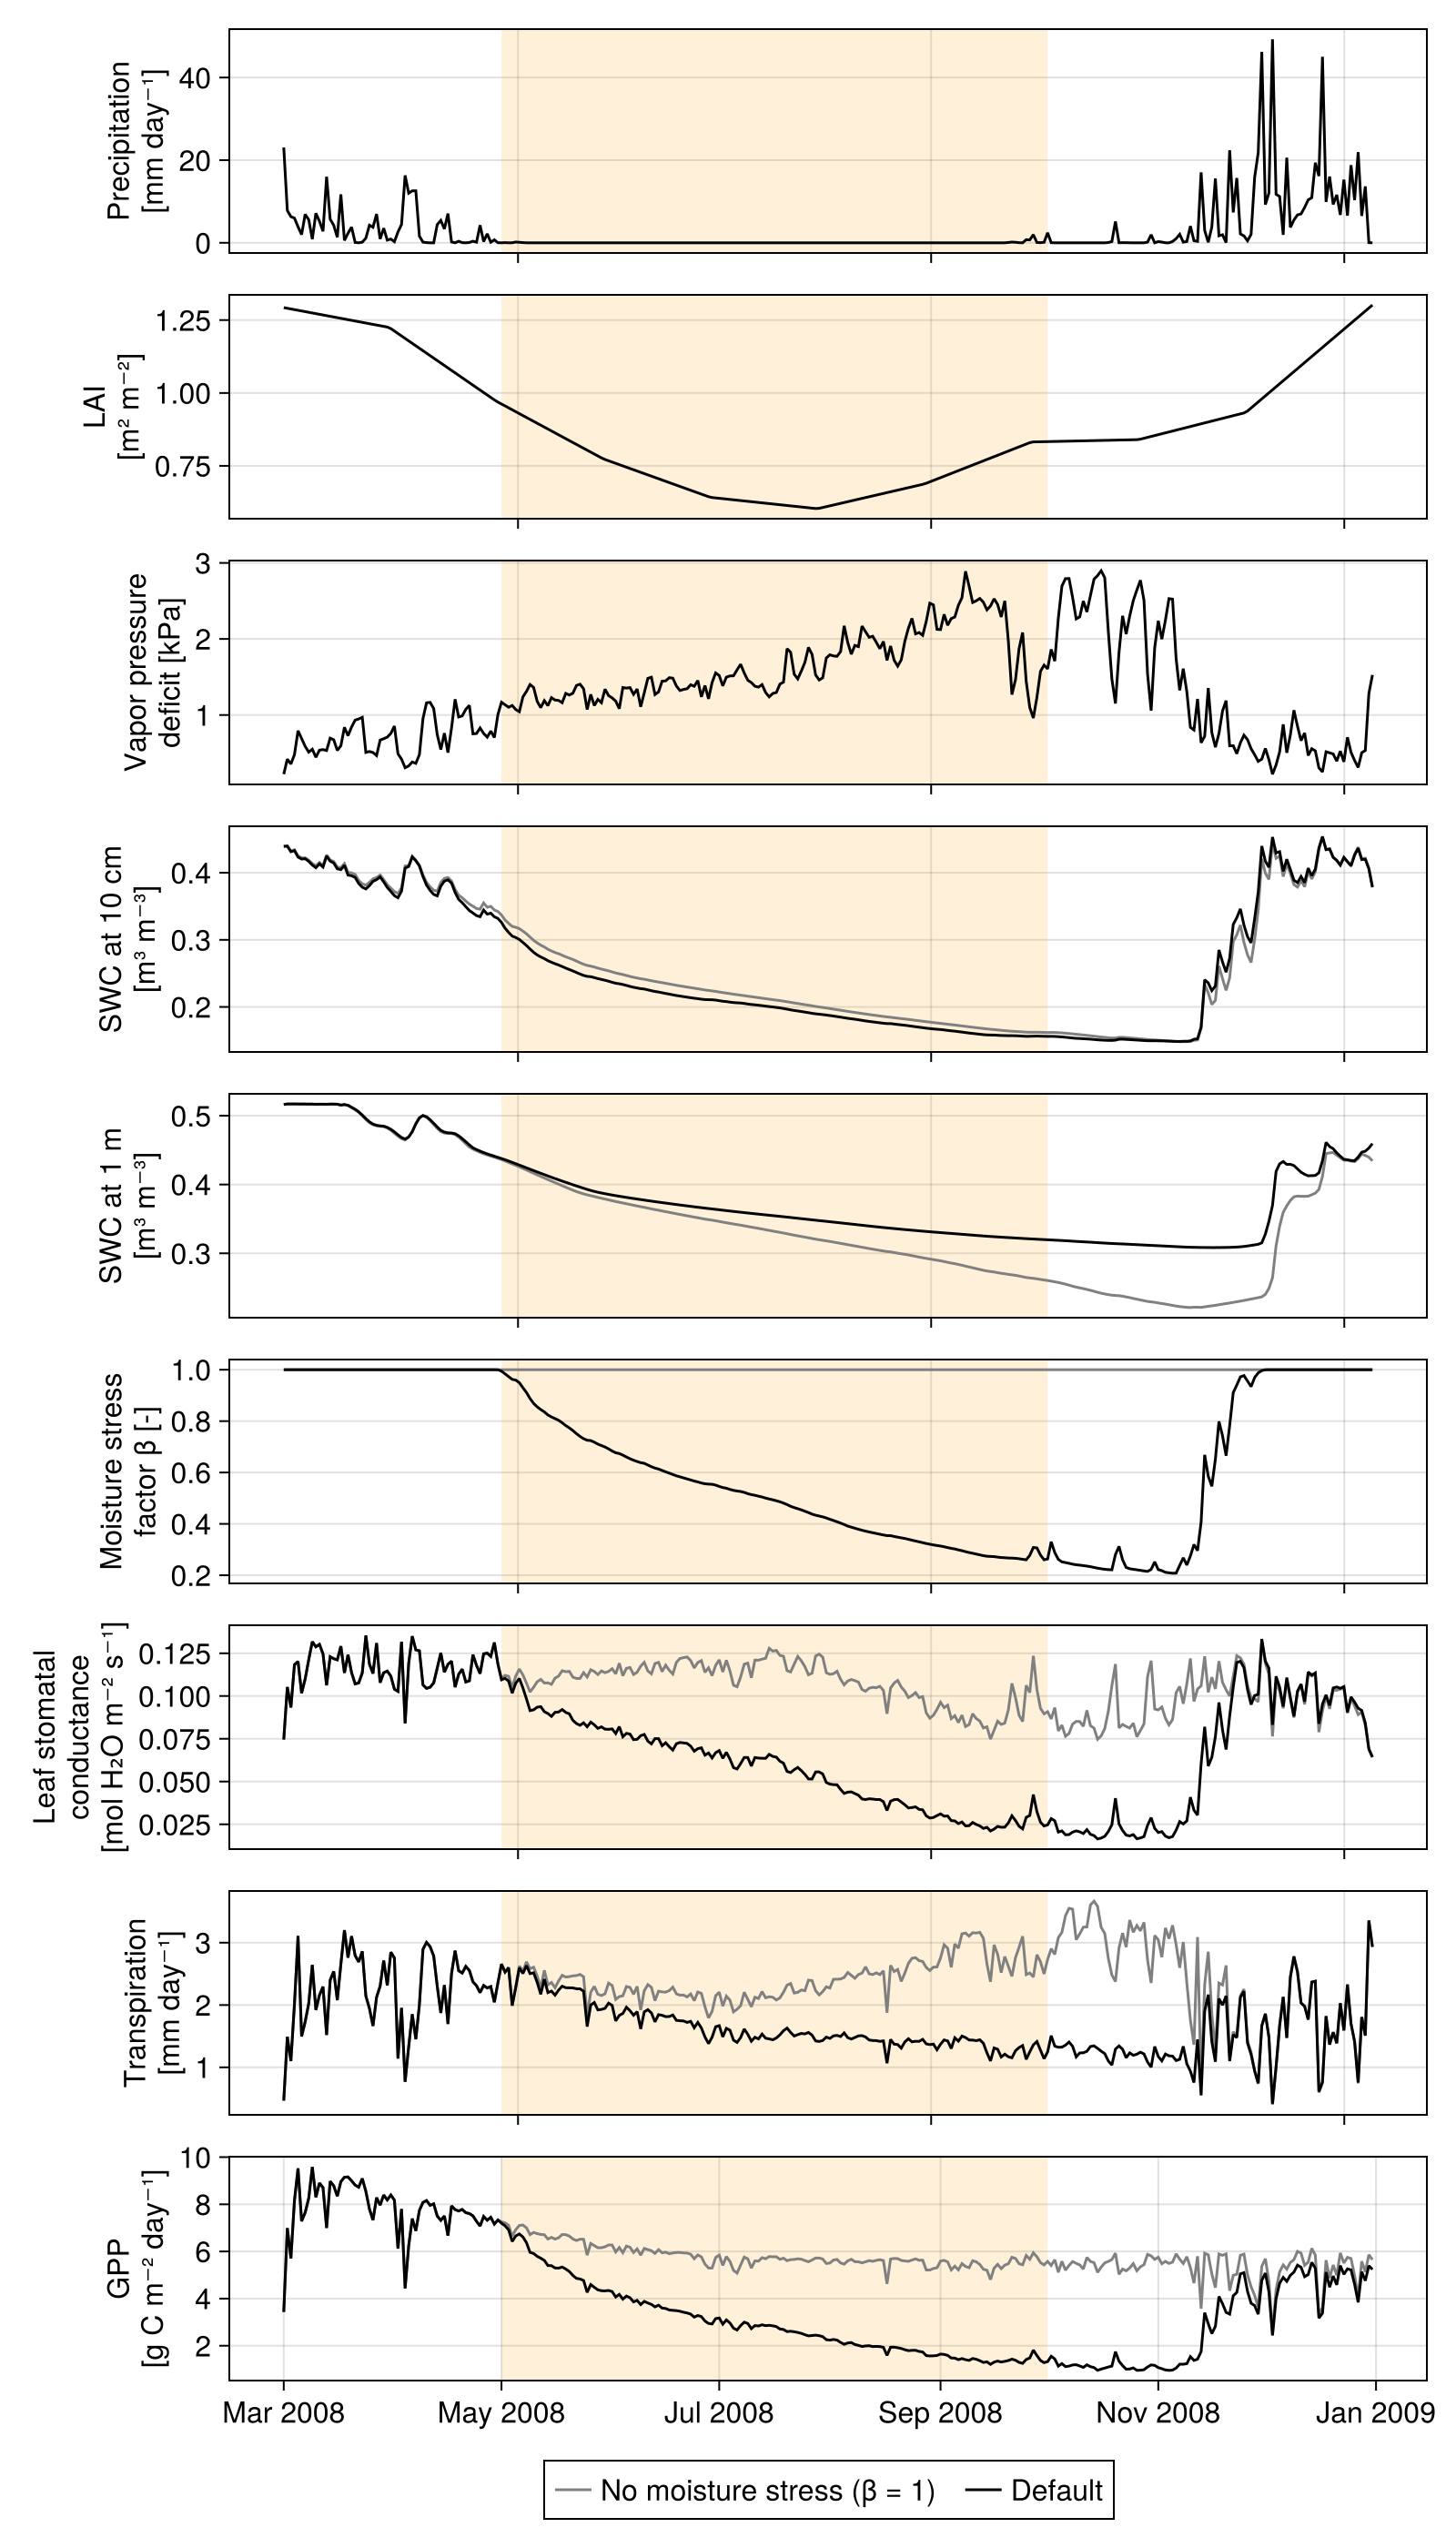 Precipitation
[mm day⁻¹]
40
20
0
LAI
[m² m⁻²]
1.25
1.00
0.75
Vapor pressure
deficit [kPa]
3
2
1
SWC at 10 cm
[m³ m⁻³]
0.4
0.3
0.2
SWC at 1 m
[m³ m⁻³]
0.5
0.4
0.3
Moisture stress
factor β [-]
1.0
0.8
0.6
0.4
0.2
Leaf stomatal
conductance
[mol H₂O m⁻² s⁻¹]
0.125
0.100
0.075
0.050
0.025
Transpiration
[mm day⁻¹]
3
2
1
GPP
[g C m⁻² day⁻¹]
10
8
6
4
2
Mar 2008 May 2008 Jul 2008 Sep 2008 Nov 2008 Jan 2009
No moisture stress (β = 1) Default